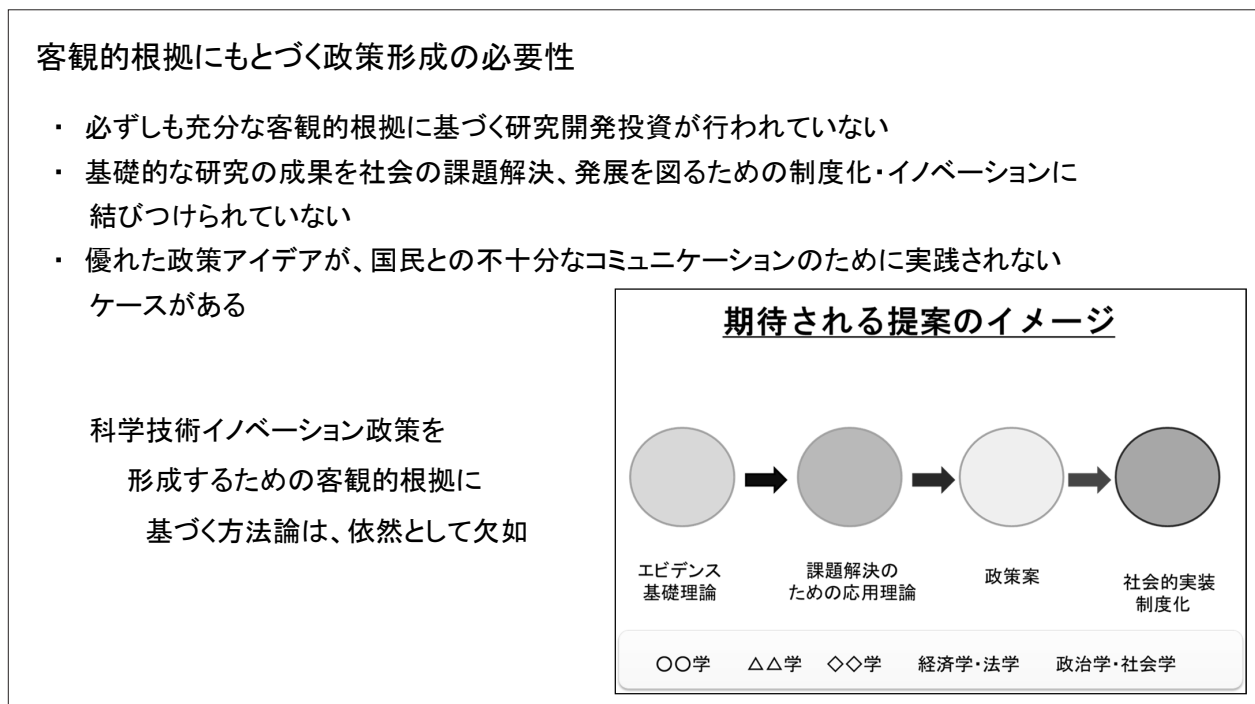 客観的根拠にもとづく政策形成の必要性
・ 必ずしも充分な客観的根拠に基づく研究開発投資が行われていない
・ 基礎的な研究の成果を社会の課題解決、発展を図るための制度化・イノベーションに
結びつけられていない
・ 優れた政策アイデアが、国民との不十分なコミュニケーションのために実践されない
ケースがある
科学技術イノベーション政策を
形成するための客観的根拠に
基づく方法論は、依然として欠如
期待される提案のイメージ
エビデンス
基礎理論
課題解決の
ための応用理論
政策案
社会的実装
制度化
○○学 △△学 ◇◇学 経済学・法学 政治学・社会学